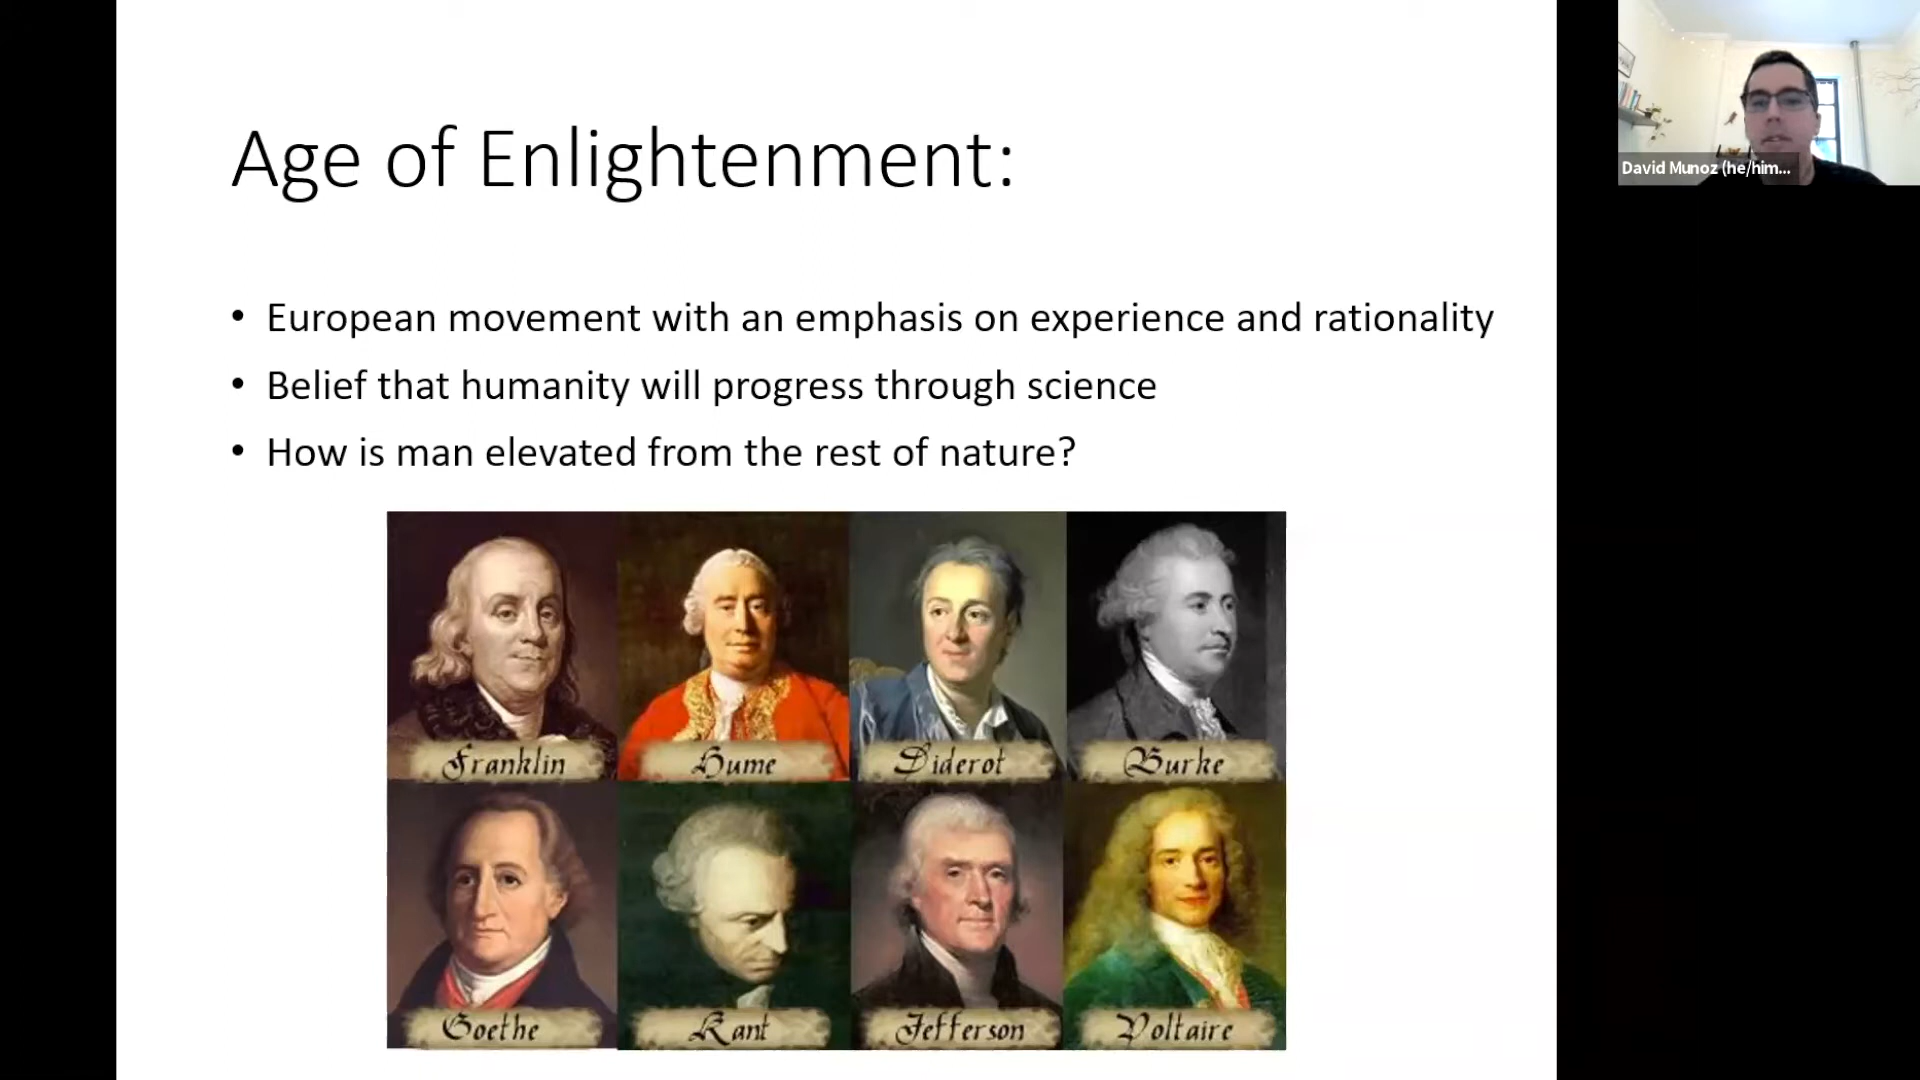 Age of Enlightenment:
• European movement with an emphasis on experience and rationality
• Belief that humanity will progress through science
• How is man elevated from the rest of nature?
Franklin Hume Diderot Burke
Goethe Kant Jefferson Voltaire
David Munoz (he/him...